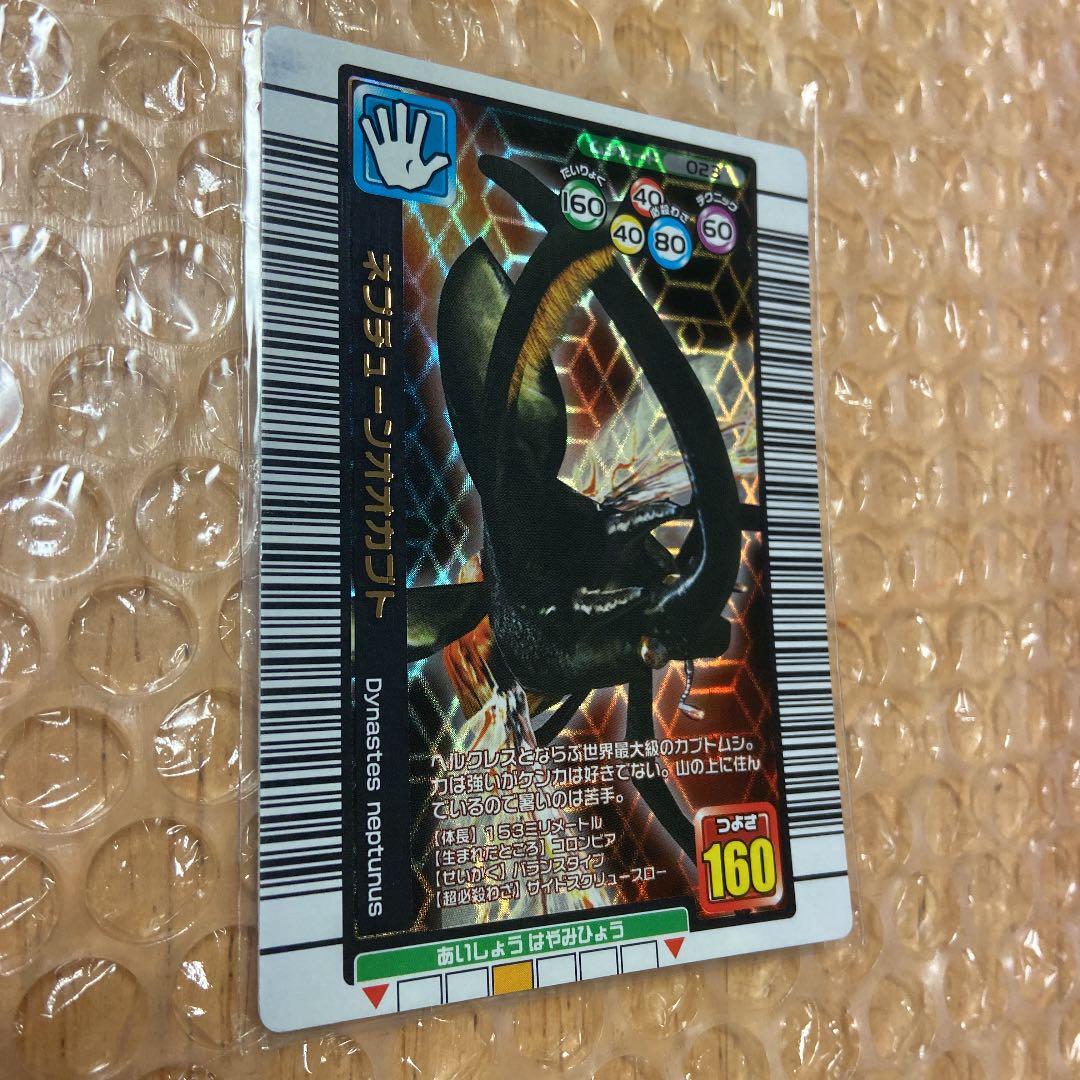 023
たいりょく
160
40
必殺わざ
40
80
テクニック
60
ネプチューンオオカブト
Dynastes neptunus
ヘルクレスとならぶ世界最大級のカブトムシ。
力は強いがケンカは好きでない。山の上に住ん
でいるので暑いのは苦手。
【体長】153ミリメートル
【生まれたところ】コロンビア
【せいかく】バランスタイプ
【超必殺わざ】サイドスクリュースロー
つよさ
160
あいしょう はやみひょう